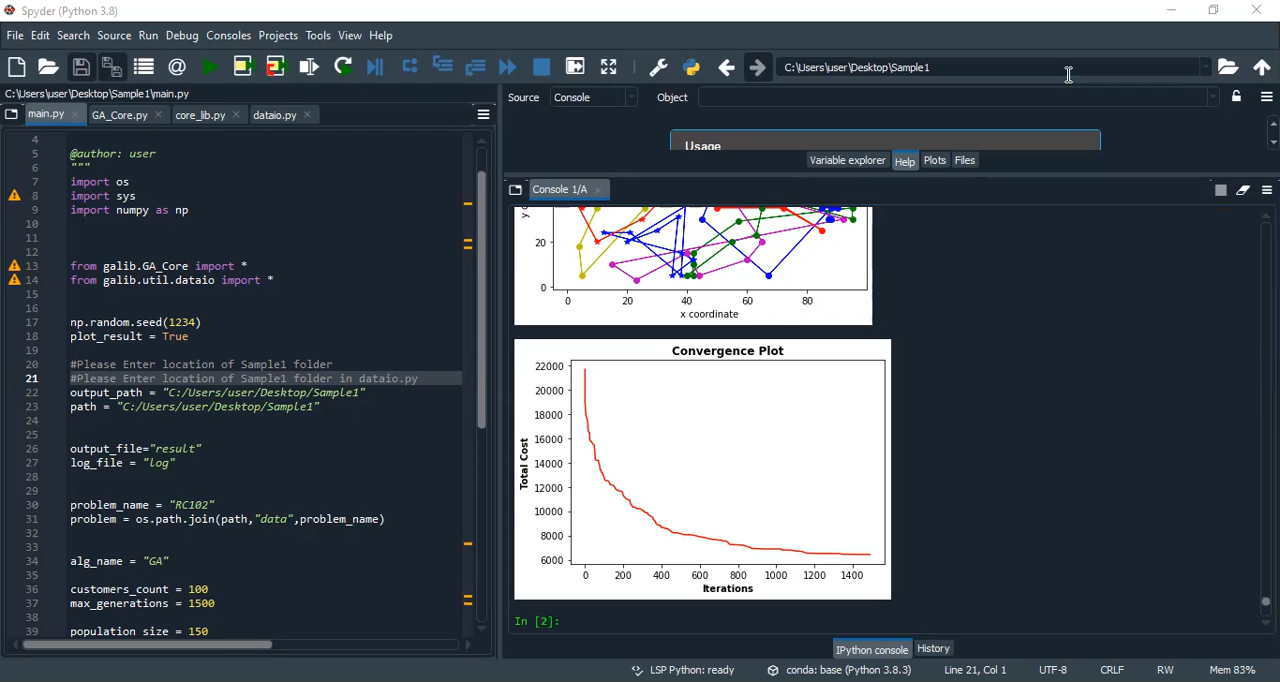 Spyder (Python 3.8)
File Edit Search Source Run Debug Consoles Projects Tools View Help
C:\Users\user\Desktop\Sample1
C:\Users\user\Desktop\Sample1\main.py
main.py GA_Core.py core_lib.py dataio.py
4
5 @author: user
6 """
7 import os
8 import sys
9 import numpy as np
10
11
12
13 from galib.GA_Core import *
14 from galib.util.dataio import *
15
16
17 np.random.seed(1234)
18 plot_result = True
19
20 #Please Enter location of Sample1 folder
21 #Please Enter location of Sample1 folder in dataio.py
22 output_path = "C:/Users/user/Desktop/Sample1"
23 path = "C:/Users/user/Desktop/Sample1"
24
25
26 output_file="result"
27 log_file = "log"
28
29
30 problem_name = "RC102"
31 problem = os.path.join(path,"data",problem_name)
32
33
34 alg_name = "GA"
35
36 customers_count = 100
37 max_generations = 1500
38
39 population_size = 150
Source Console Object
Usage
Variable explorer Help Plots Files
Console 1/A
20
0
0 20 40 60 80
x coordinate
Convergence Plot
22000
20000
18000
16000
14000
12000
10000
8000
6000
Total Cost
0 200 400 600 800 1000 1200 1400
Iterations
In [2]:
IPython console History
LSP Python: ready conda: base (Python 3.8.3) Line 21, Col 1 UTF-8 CRLF RW Mem 83%